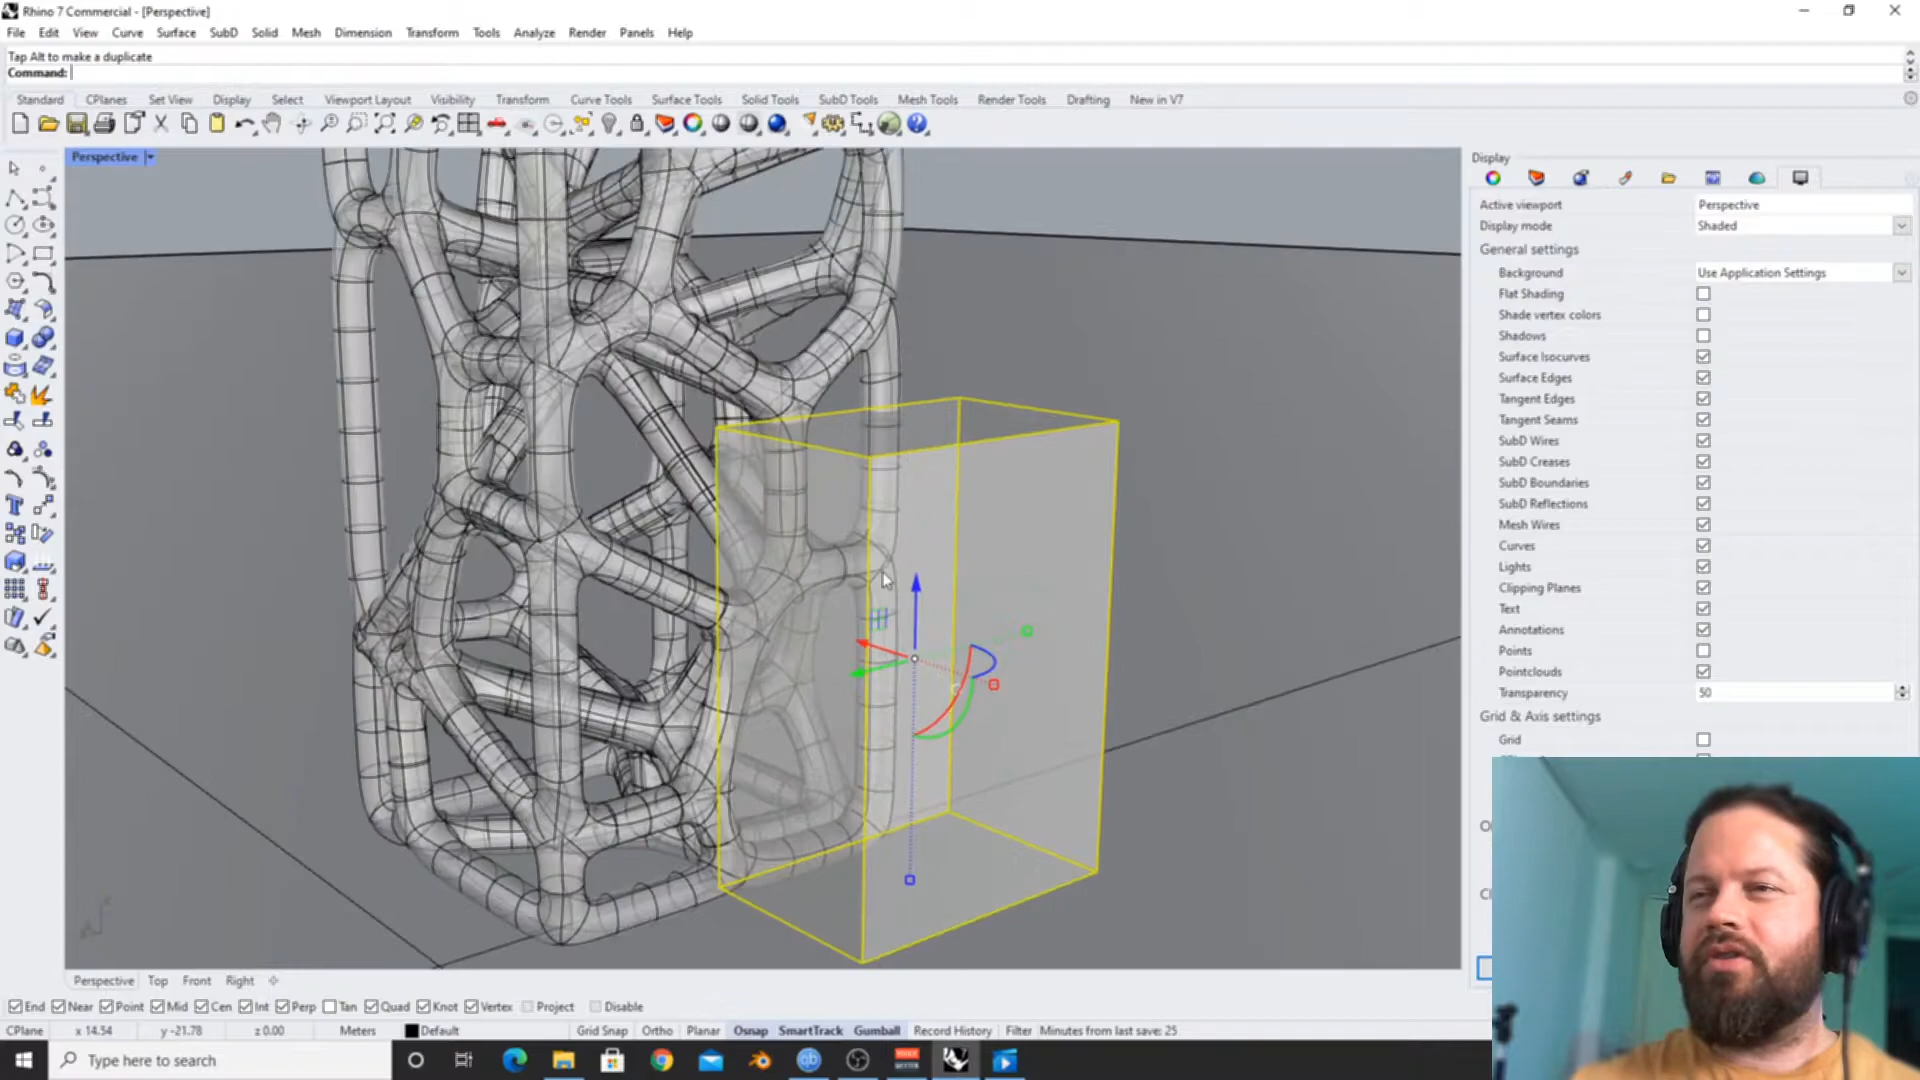 Rhino 7 Commercial - [Perspective]
File Edit View Curve Surface SubD Solid Mesh Dimension Transform Tools Analyze Render Panels Help
Tap Alt to make a duplicate
Command:
Standard CPlanes Set View Display Select Viewport Layout Visibility Transform Curve Tools Surface Tools Solid Tools SubD Tools Mesh Tools Render Tools Drafting New in V7
Perspective
Display
Active viewport Perspective
Display mode Shaded
General settings
Background Use Application Settings
Flat Shading
Shade vertex colors
Shadows
Surface Isocurves
Surface Edges
Tangent Edges
Tangent Seams
SubD Wires
SubD Creases
SubD Boundaries
SubD Reflections
Mesh Wires
Curves
Lights
Clipping Planes
Text
Annotations
Points
Pointclouds
Transparency 50
Grid & Axis settings
Grid
Perspective Top Front Right
End Near Point Mid Cen Int Perp Tan Quad Knot Vertex Project Disable
CPlane x 14.54 y -21.78 z 0.00 Meters Default Grid Snap Ortho Planar Osnap SmartTrack Gumball Record History Filter Minutes from last save: 25
Type here to search